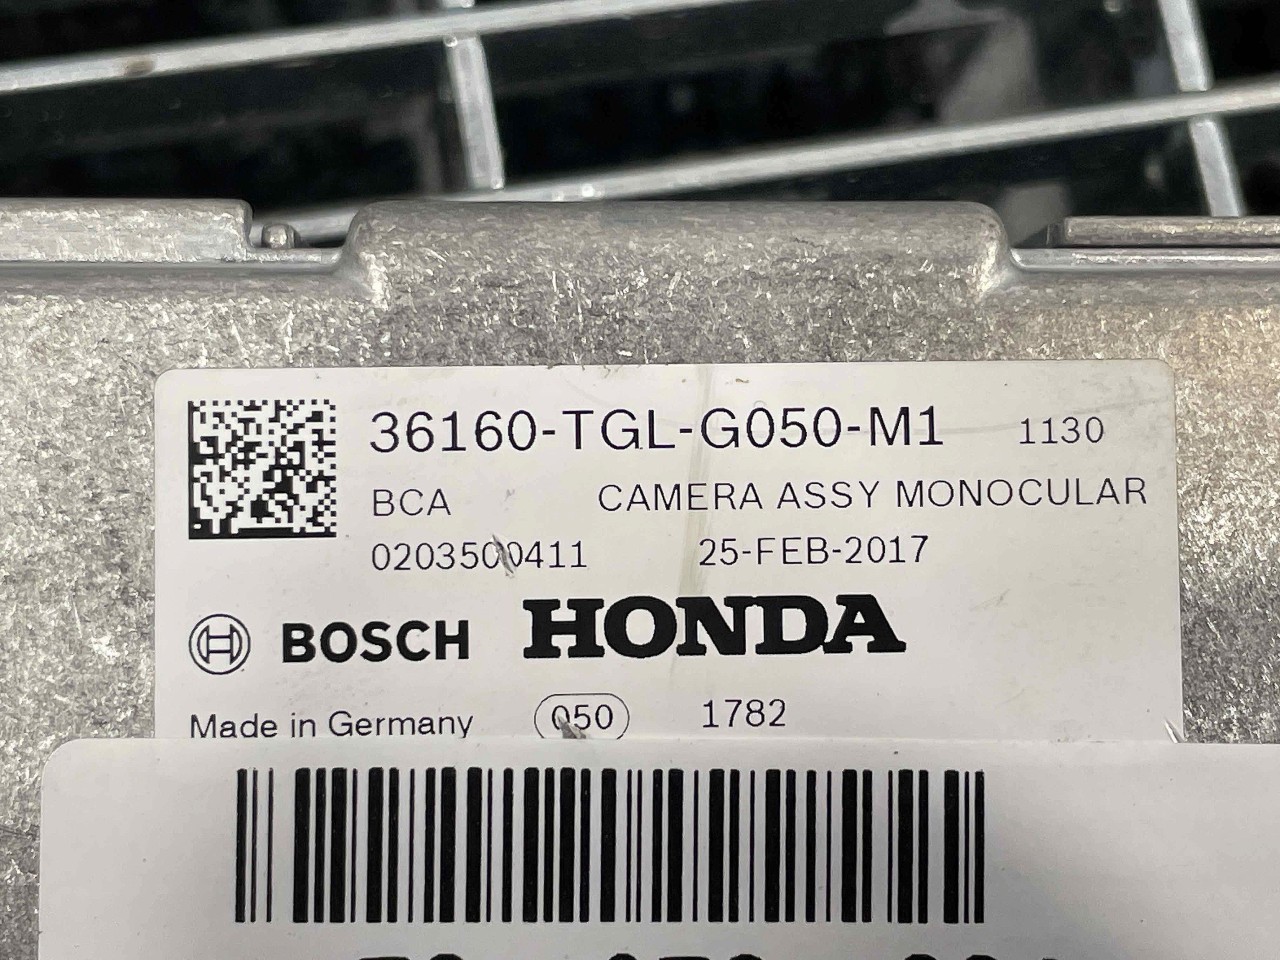 36160-TGL-G050-M1 1130
BCA CAMERA ASSY MONOCULAR
0203500411 25-FEB-2017
BOSCH HONDA
Made in Germany 050 1782